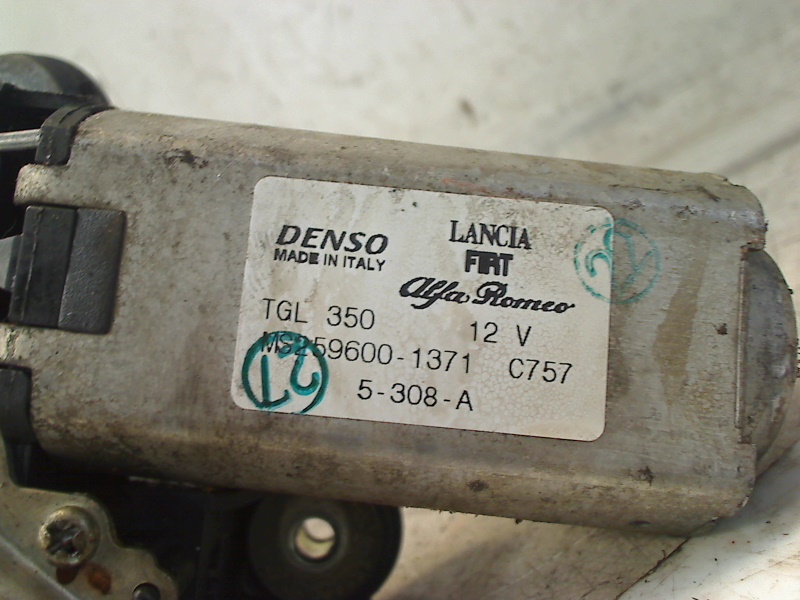 DENSO
MADE IN ITALY
LANCIA
FIAT
Alfa Romeo
TGL 350 12 V
MS259600-1371 C757
5-308-A